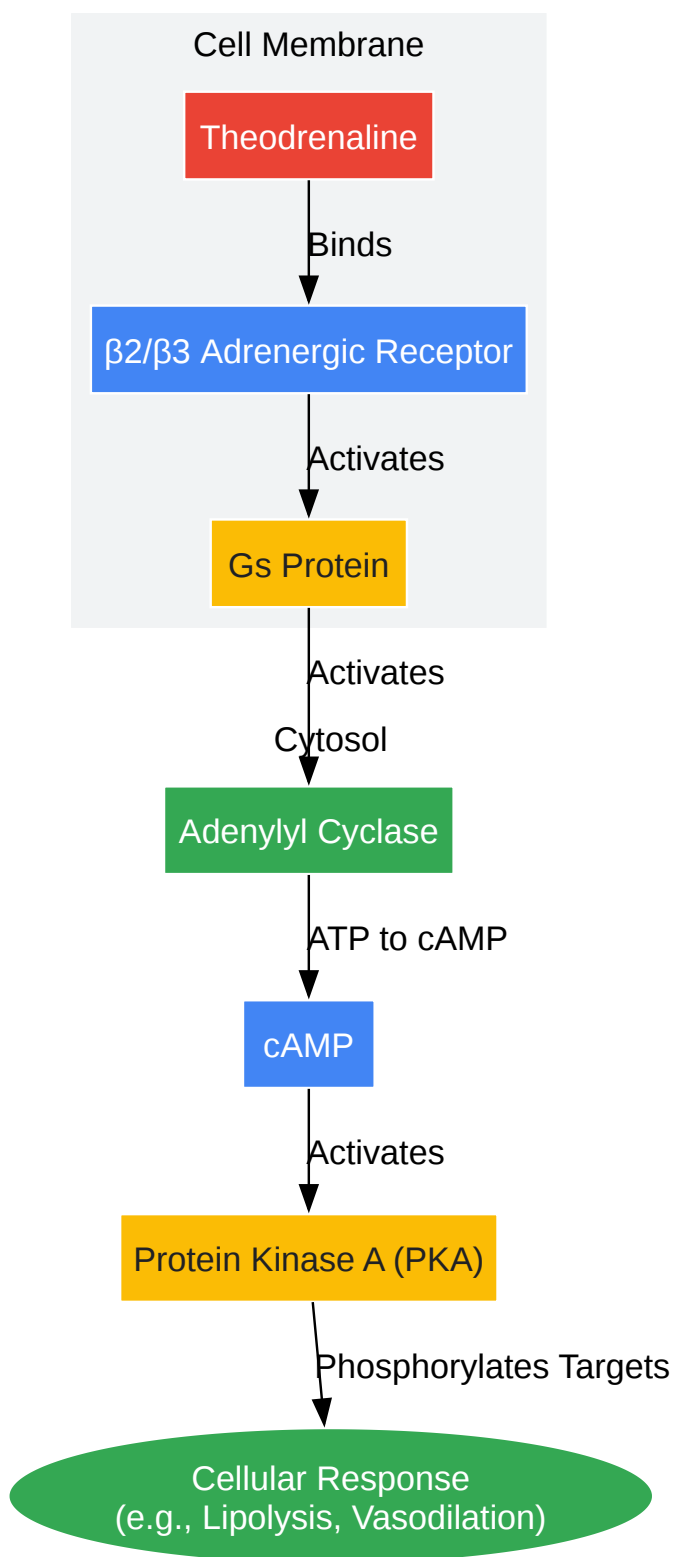 Cell Membrane
Theodrenaline
Binds
β2/β3 Adrenergic Receptor
Activates
Gs Protein
Activates
Cytosol
Adenylyl Cyclase
ATP to cAMP
cAMP
Activates
Protein Kinase A (PKA)
Phosphorylates Targets
Cellular Response
(e.g., Lipolysis, Vasodilation)